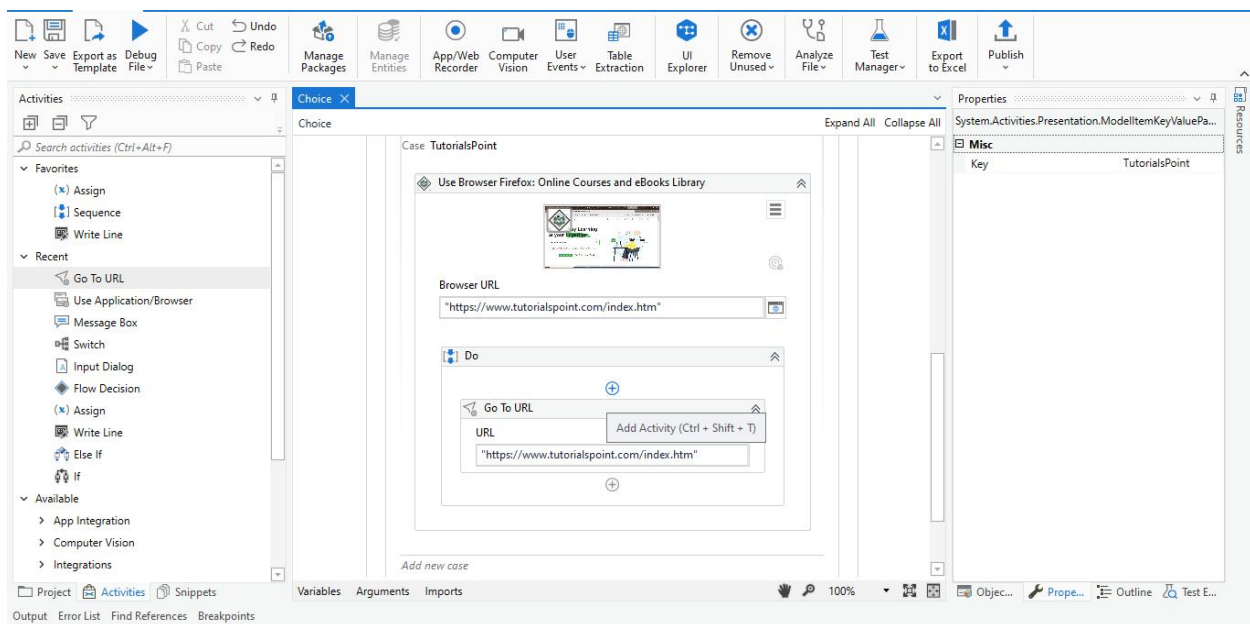 Cut Undo
Copy Redo
Paste
New Save Export as Template Debug File
Manage Packages
Manage Entities
App/Web Recorder
Computer Vision
User Events
Table Extraction
UI Explorer
Remove Unused
Analyze File
Test Manager
Export to Excel
Publish
Activities
Search activities (Ctrl+Alt+F)
Favorites
Assign
Sequence
Write Line
Recent
Go To URL
Use Application/Browser
Message Box
Switch
Input Dialog
Flow Decision
Assign
Write Line
Else If
If
Available
App Integration
Computer Vision
Integrations
Project Activities Snippets
Choice
Choice Expand All Collapse All
Case TutorialsPoint
Use Browser Firefox: Online Courses and eBooks Library
Browser URL
"https://www.tutorialspoint.com/index.htm"
Do
Go To URL
Add Activity (Ctrl + Shift + T)
URL
"https://www.tutorialspoint.com/index.htm"
Add new case
Variables Arguments Imports 100%
Properties
System.Activities.Presentation.ModelItemKeyValuePa...
Misc
Key TutorialsPoint
Objec... Prope... Outline Test E...
Resources
Output Error List Find References Breakpoints